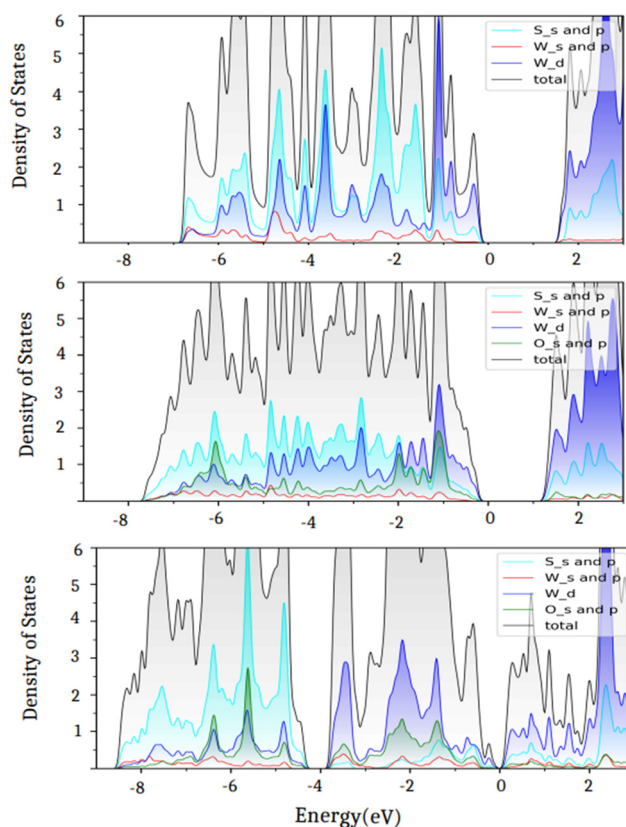 6
5
4
3
2
1
Density of States
S_s and p
W_s and p
W_d
total
-8 -6 -4 -2 0 2
6
5
4
3
2
1
Density of States
S_s and p
W_s and p
W_d
O_s and p
total
-8 -6 -4 -2 0 2
6
5
4
3
2
1
Density of States
S_s and p
W_s and p
W_d
O_s and p
total
-8 -6 -4 -2 0 2
Energy(eV)